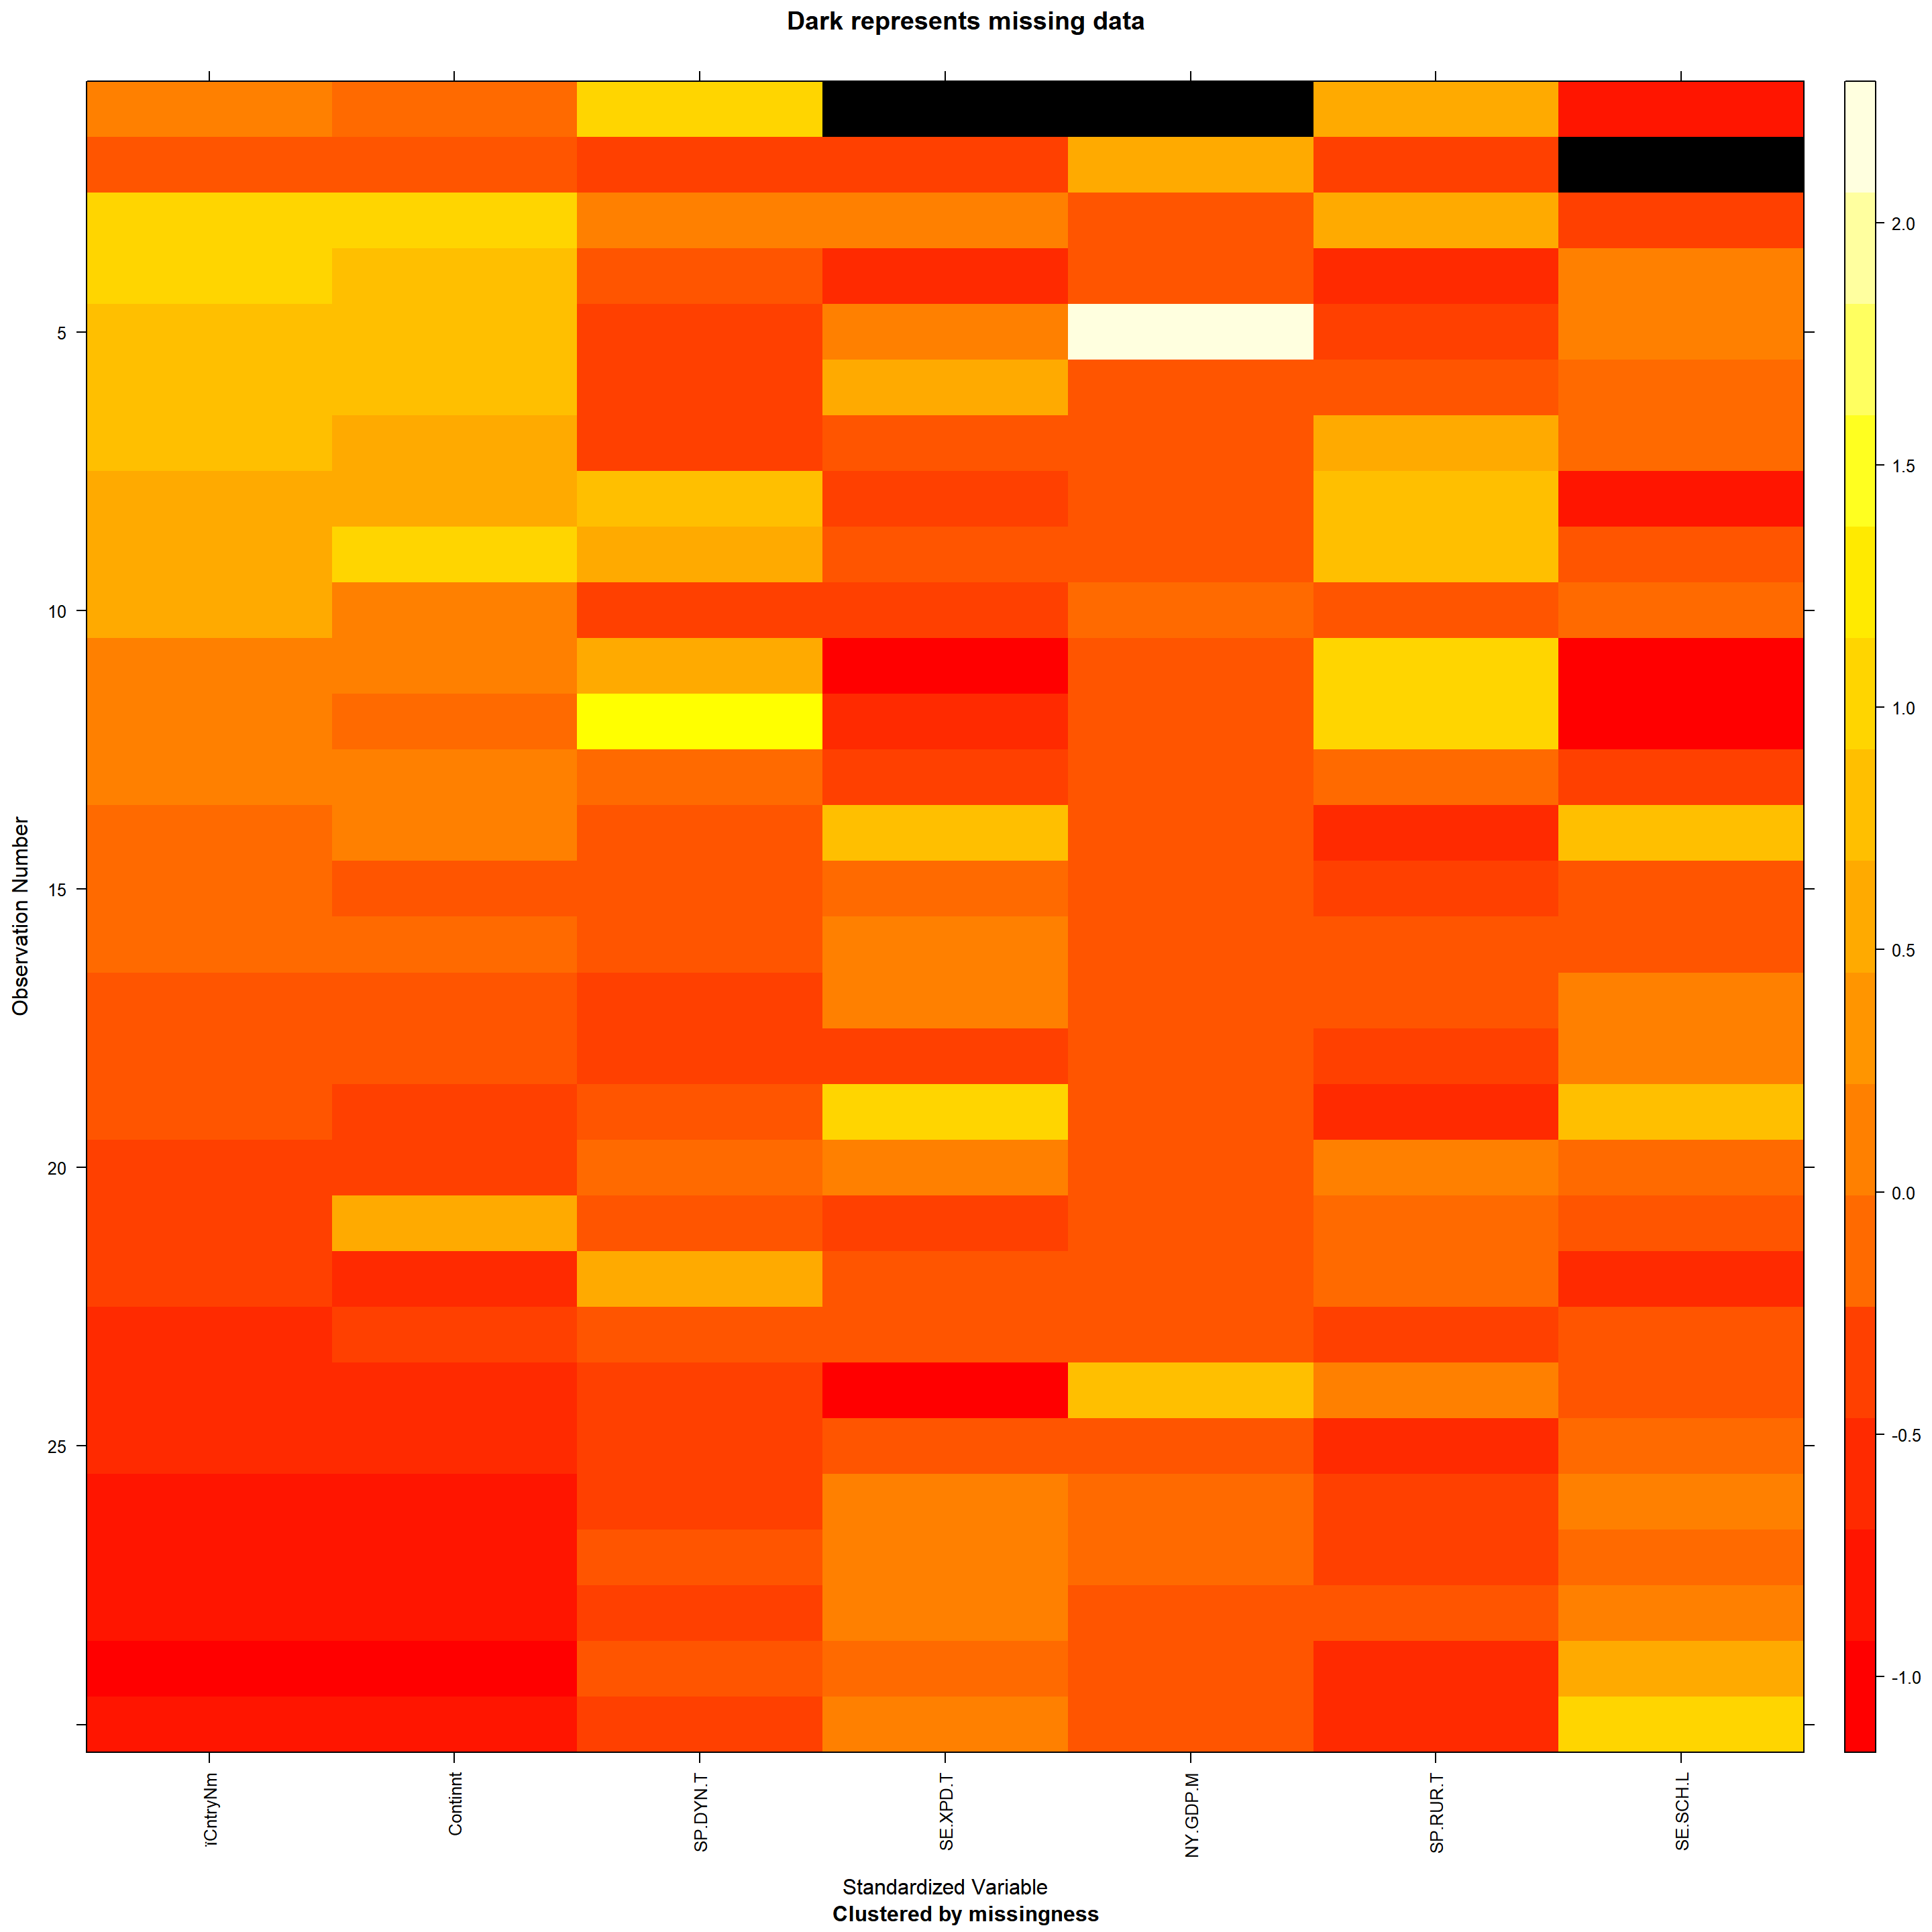 Dark represents missing data
5
10
15
20
25
Observation Number
2.0
1.5
1.0
0.5
0.0
-0.5
-1.0
ïCntryNm
Continnt
SP.DYN.T
SE.XPD.T
NY.GDP.M
SP.RUR.T
SE.SCH.L
Standardized Variable
Clustered by missingness